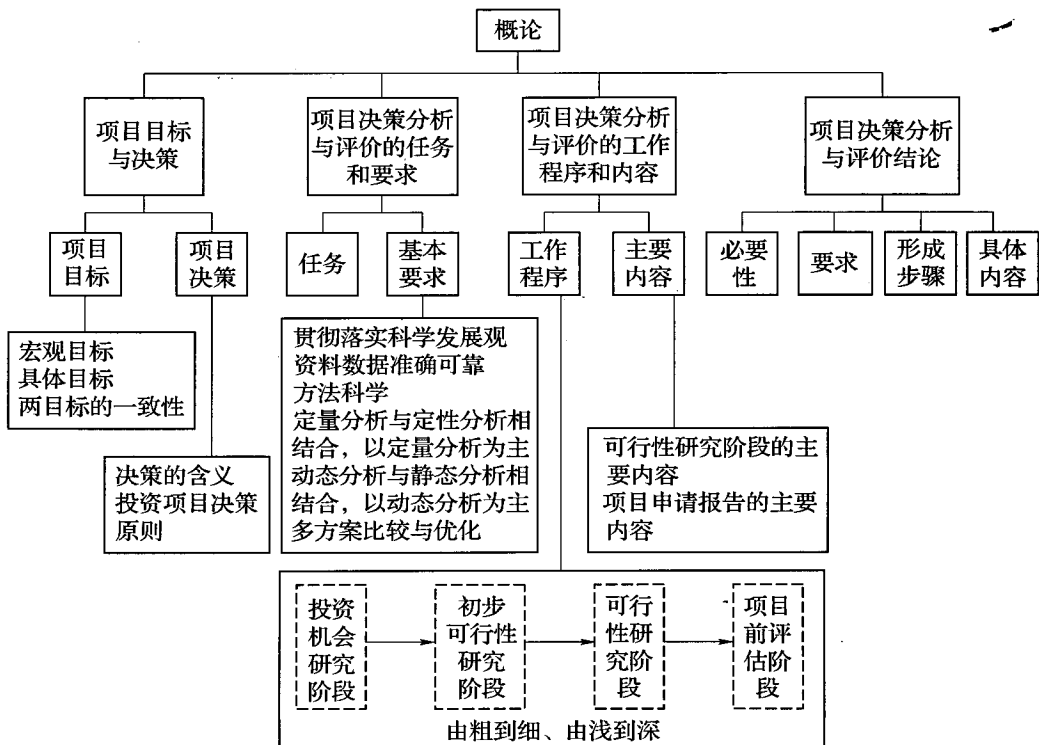 概论
项目目标
与决策
项目决策分析
与评价的任务
和要求
项目决策分析
与评价的工作
程序和内容
项目决策分析
与评价结论
项目
目标
项目
决策
任务
基本
要求
工作
程序
主要
内容
必要
性
要求
形成
步骤
具体
内容
宏观目标
具体目标
两目标的一致性
决策的含义
投资项目决策
原则
贯彻落实科学发展观
资料数据准确可靠
方法科学
定量分析与定性分析相
结合，以定量分析为主
动态分析与静态分析相
结合，以动态分析为主
多方案比较与优化
可行性研究阶段的主
要内容
项目申请报告的主要
内容
投资
机会
研究
阶段
初步
可行性
研究
阶段
可行
性研
究阶
段
项目
前评
估阶
段
由粗到细、由浅到深